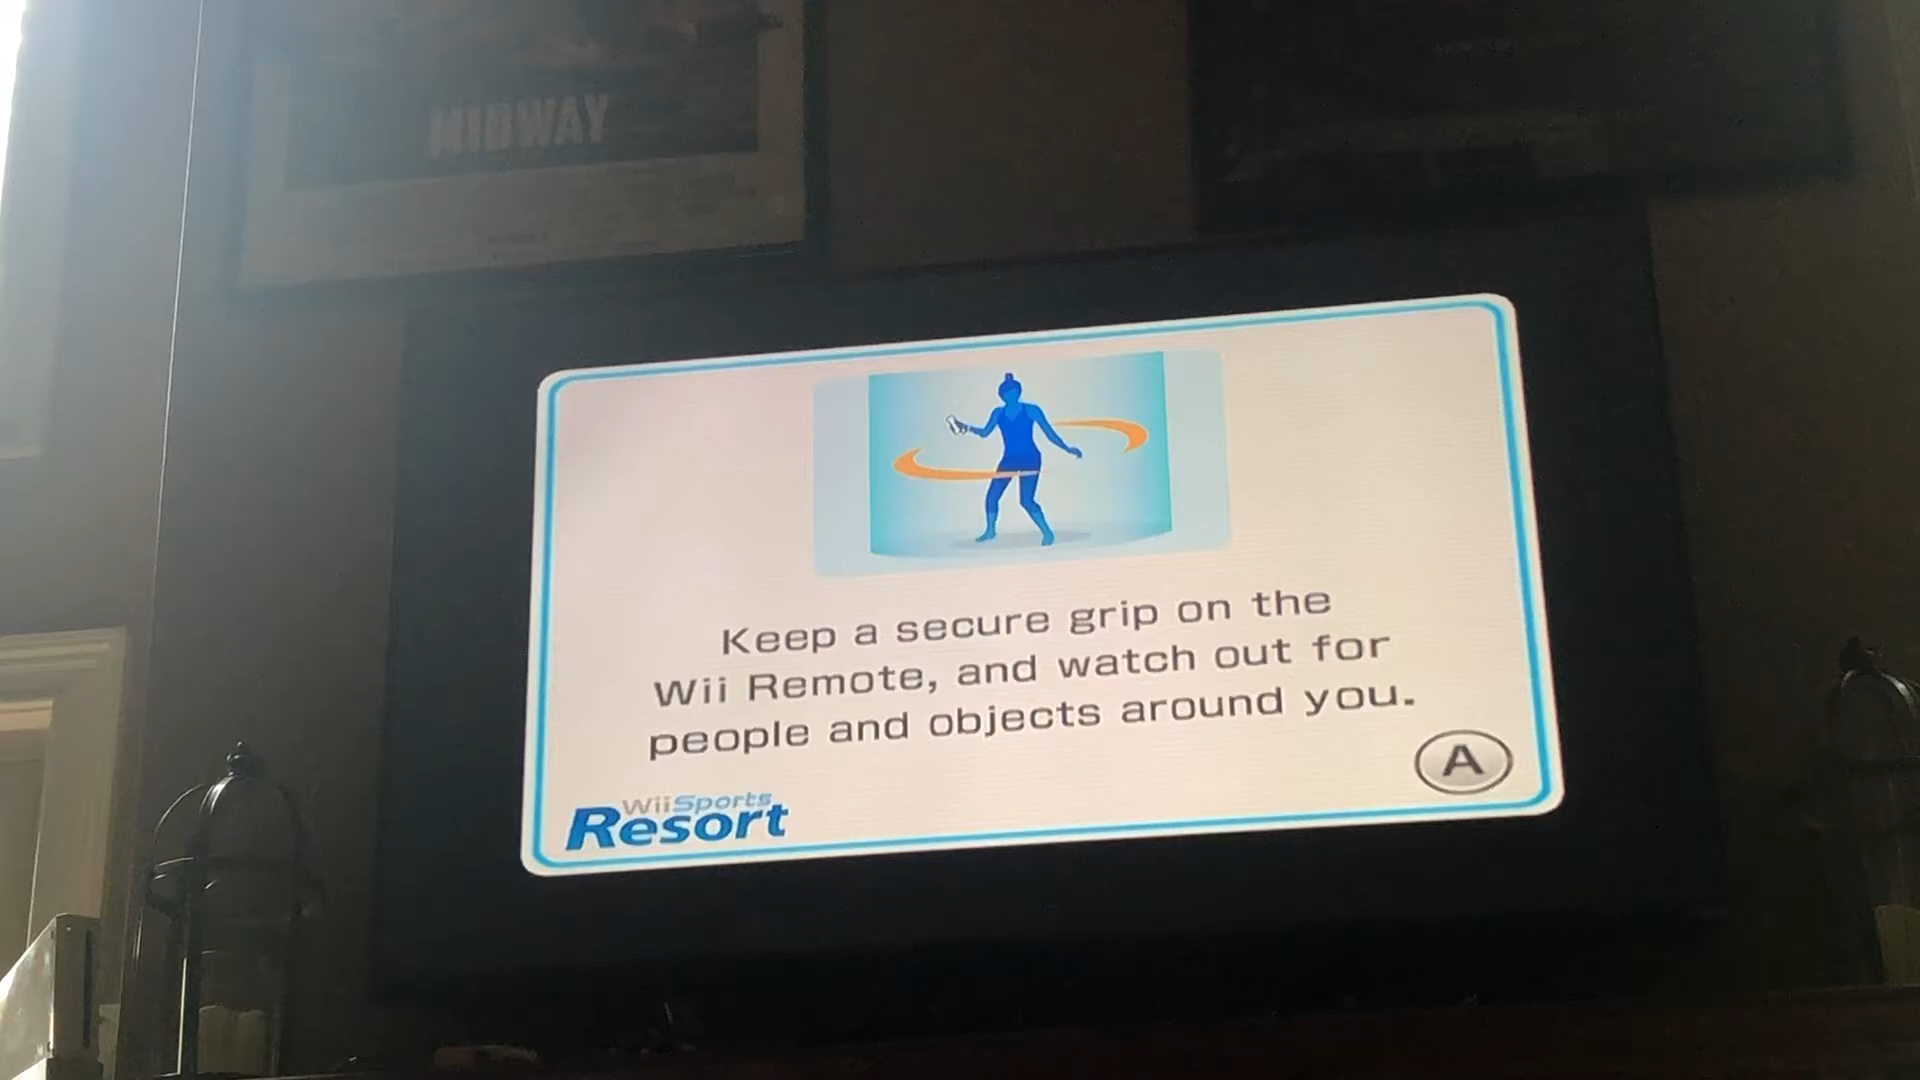 MIDWAY
Keep a secure grip on the
Wii Remote, and watch out for
people and objects around you.
A
WiiSports
Resort